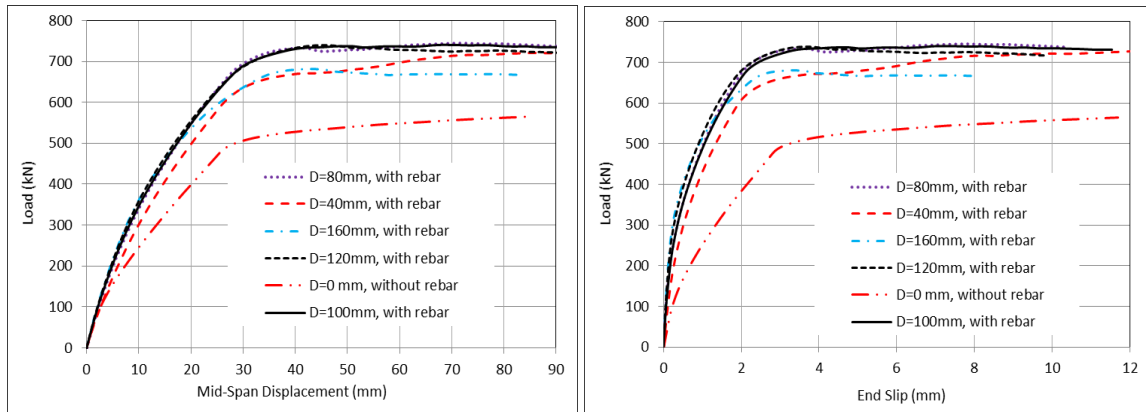 800
700
600
500
400
300
200
100
0
Load (kN)
D=80mm, with rebar
D=40mm, with rebar
D=160mm, with rebar
D=120mm, with rebar
D=0 mm, without rebar
D=100mm, with rebar
0 10 20 30 40 50 60 70 80 90
Mid-Span Displacement (mm)
800
700
600
500
400
300
200
100
0
Load (kN)
D=80mm, with rebar
D=40mm, with rebar
D=160mm, with rebar
D=120mm, with rebar
D=0 mm, without rebar
D=100mm, with rebar
0 2 4 6 8 10 12
End Slip (mm)